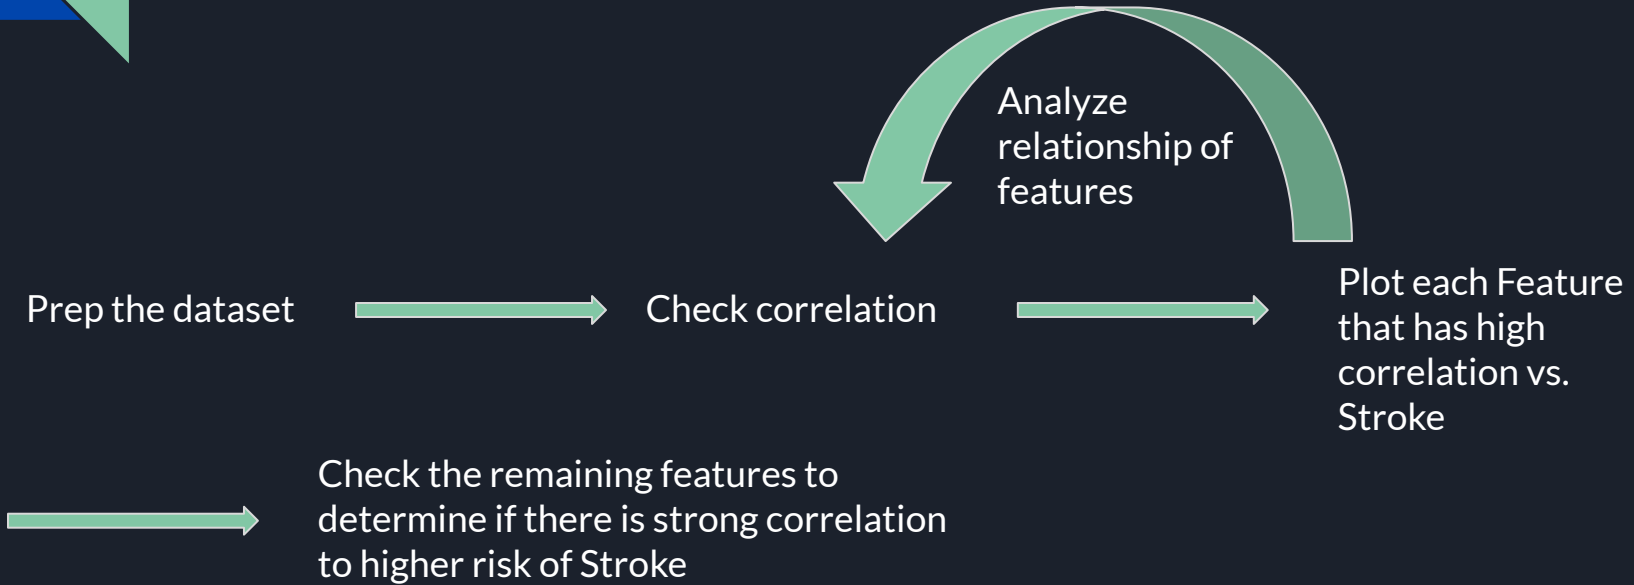 Analyze
relationship of
features
Prep the dataset
Check correlation
Plot each Feature
that has high
correlation vs.
Stroke
Check the remaining features to
determine if there is strong correlation
to higher risk of Stroke